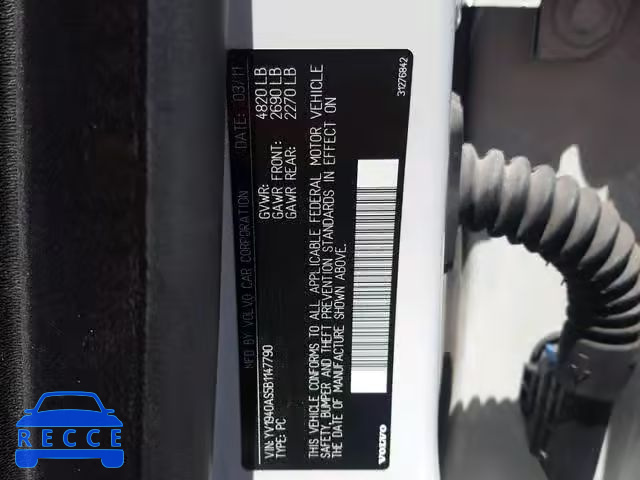 MFD BY VOLVO CAR CORPORATION DATE: 03/11
GVWR: 4820 LB
GAWR FRONT: 2690 LB
GAWR REAR: 2270 LB
VIN: YV1940AS5B1147790
TYPE: PC
THIS VEHICLE CONFORMS TO ALL APPLICABLE FEDERAL MOTOR VEHICLE
SAFETY, BUMPER AND THEFT PREVENTION STANDARDS IN EFFECT ON
THE DATE OF MANUFACTURE SHOWN ABOVE.
VOLVO
31276842
RECCE